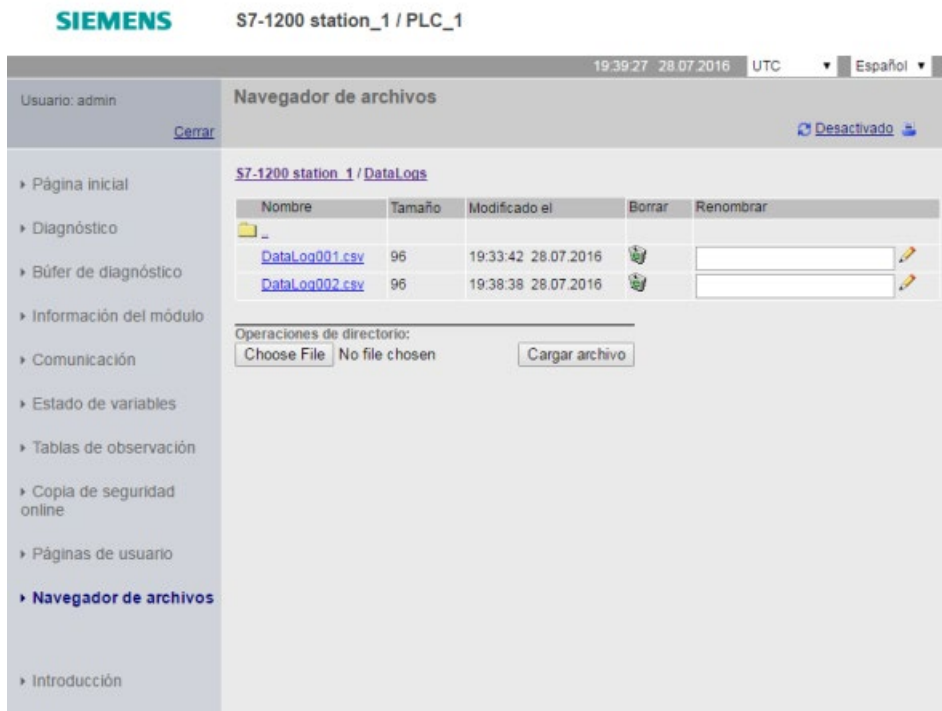 SIEMENS S7-1200 station_1 / PLC_1
19:39:27 28.07.2016 UTC Español
Usuario: admin
Cerrar
Navegador de archivos
Desactivado
Página inicial
Diagnóstico
Búfer de diagnóstico
Información del módulo
Comunicación
Estado de variables
Tablas de observación
Copia de seguridad
online
Páginas de usuario
Navegador de archivos
Introducción
S7-1200 station_1 / DataLogs
Nombre Tamaño Modificado el Borrar Renombrar
..
DataLog001.csv 96 19:33:42 28.07.2016
DataLog002.csv 96 19:38:38 28.07.2016
Operaciones de directorio:
Choose File No file chosen Cargar archivo